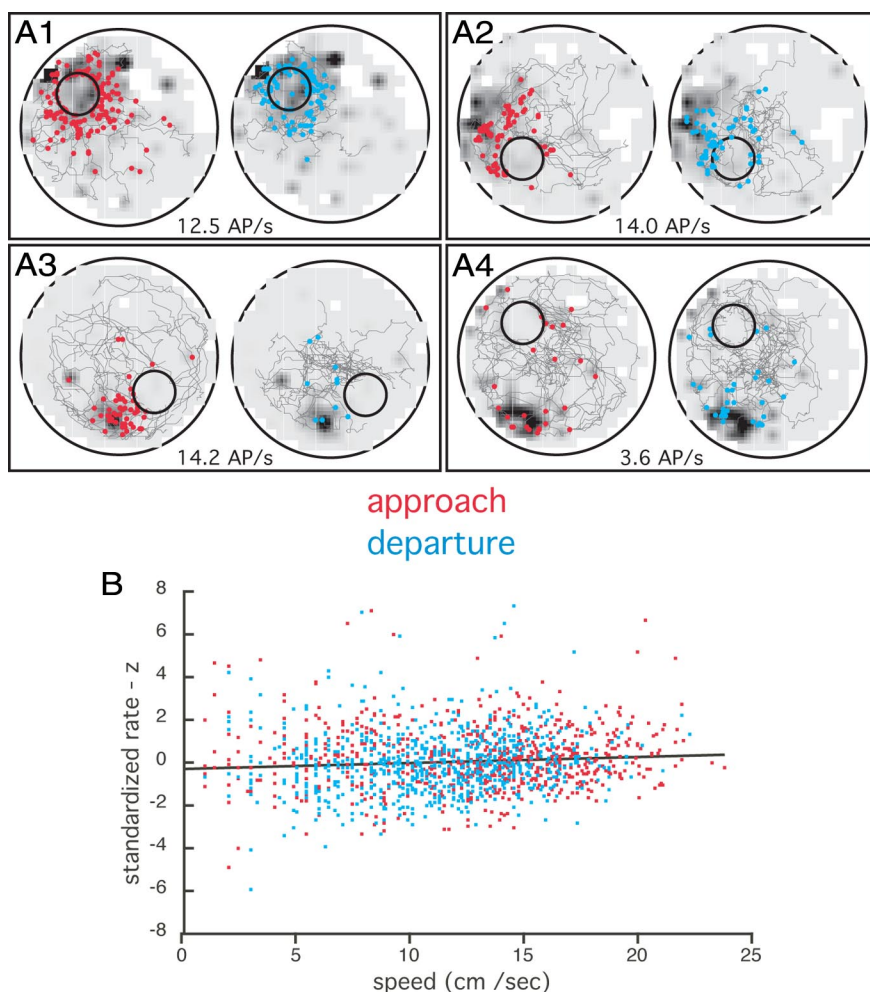 A1
A2
12.5 AP/s
14.0 AP/s
A3
A4
14.2 AP/s
3.6 AP/s
approach
departure
B
8
6
4
2
0
-2
-4
-6
-8
standardized rate - z
0
5
10
15
20
25
speed (cm /sec)